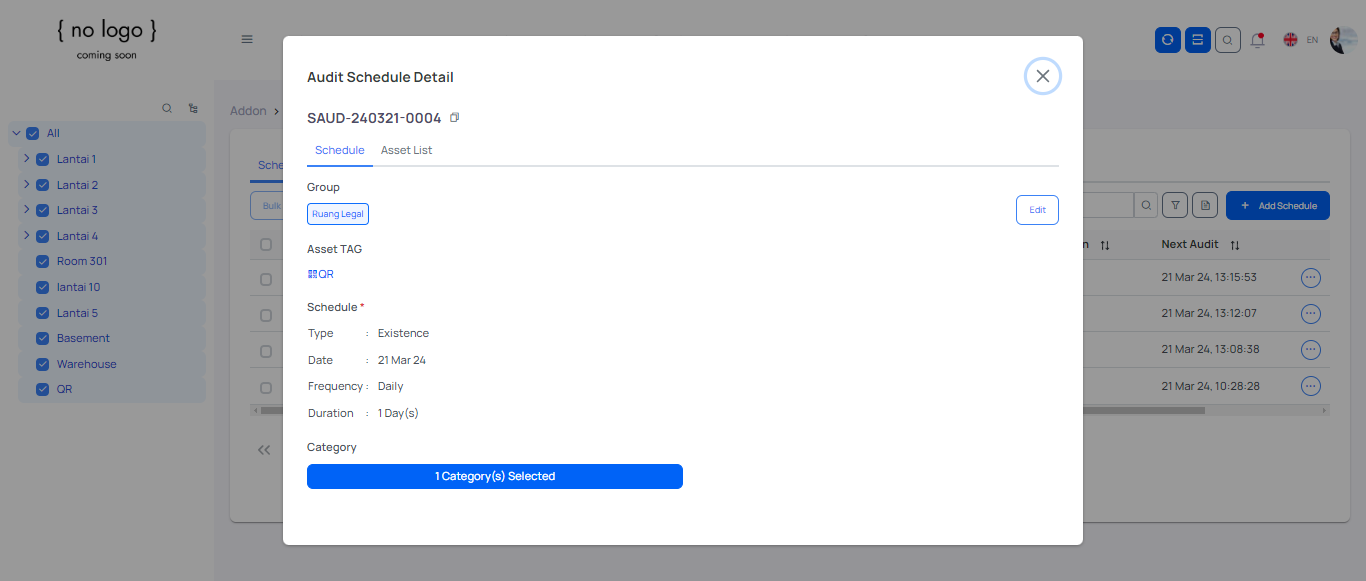 { no logo }
coming soon
EN
All
Lantai 1
Lantai 2
Lantai 3
Lantai 4
Room 301
lantai 10
Lantai 5
Basement
Warehouse
QR
Addon >
Sche
Bulk
Audit Schedule Detail
SAUD-240321-0004
Schedule Asset List
Group
Ruang Legal
Edit
Asset TAG
QR
Schedule *
Type : Existence
Date : 21 Mar 24
Frequency : Daily
Duration : 1 Day(s)
Category
1 Category(s) Selected
+ Add Schedule
n Next Audit
21 Mar 24, 13:15:53
21 Mar 24, 13:12:07
21 Mar 24, 13:08:38
21 Mar 24, 10:28:28